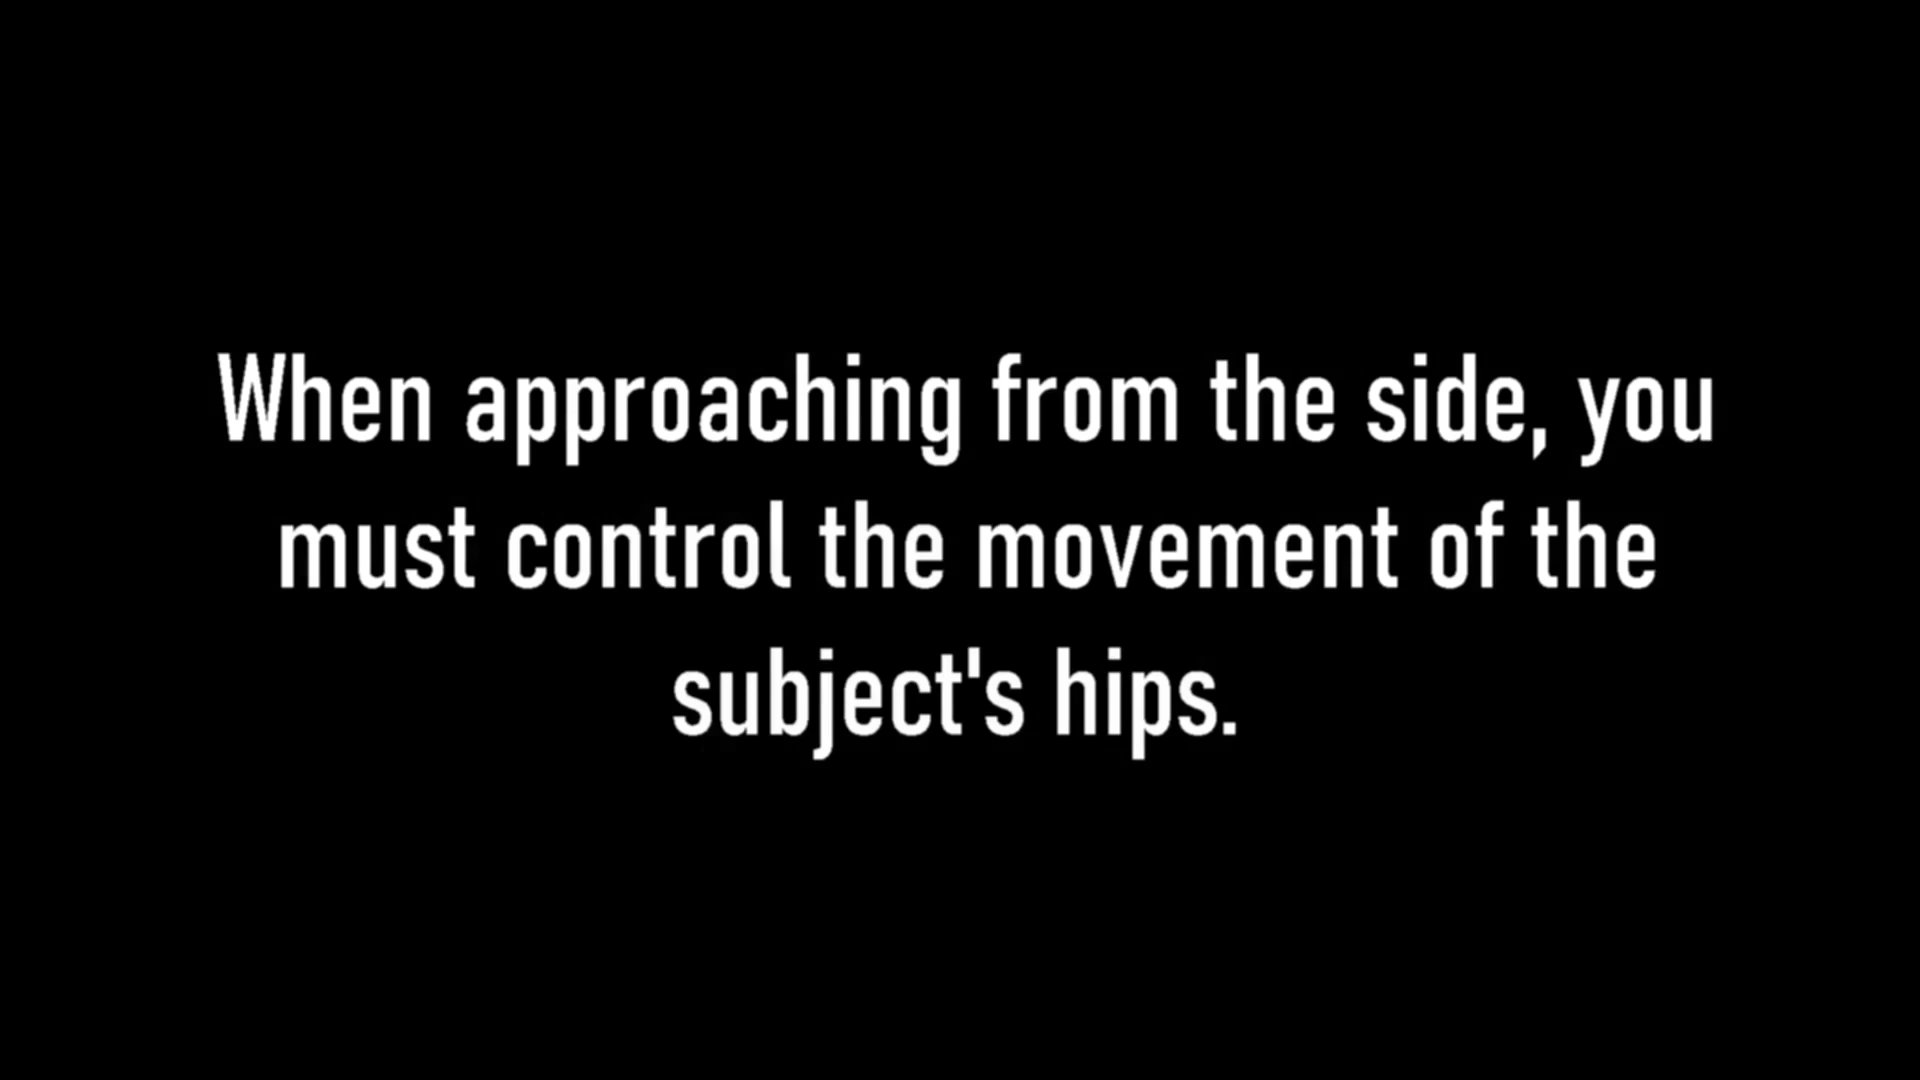 When approaching from the side, you
must control the movement of the
subject's hips.